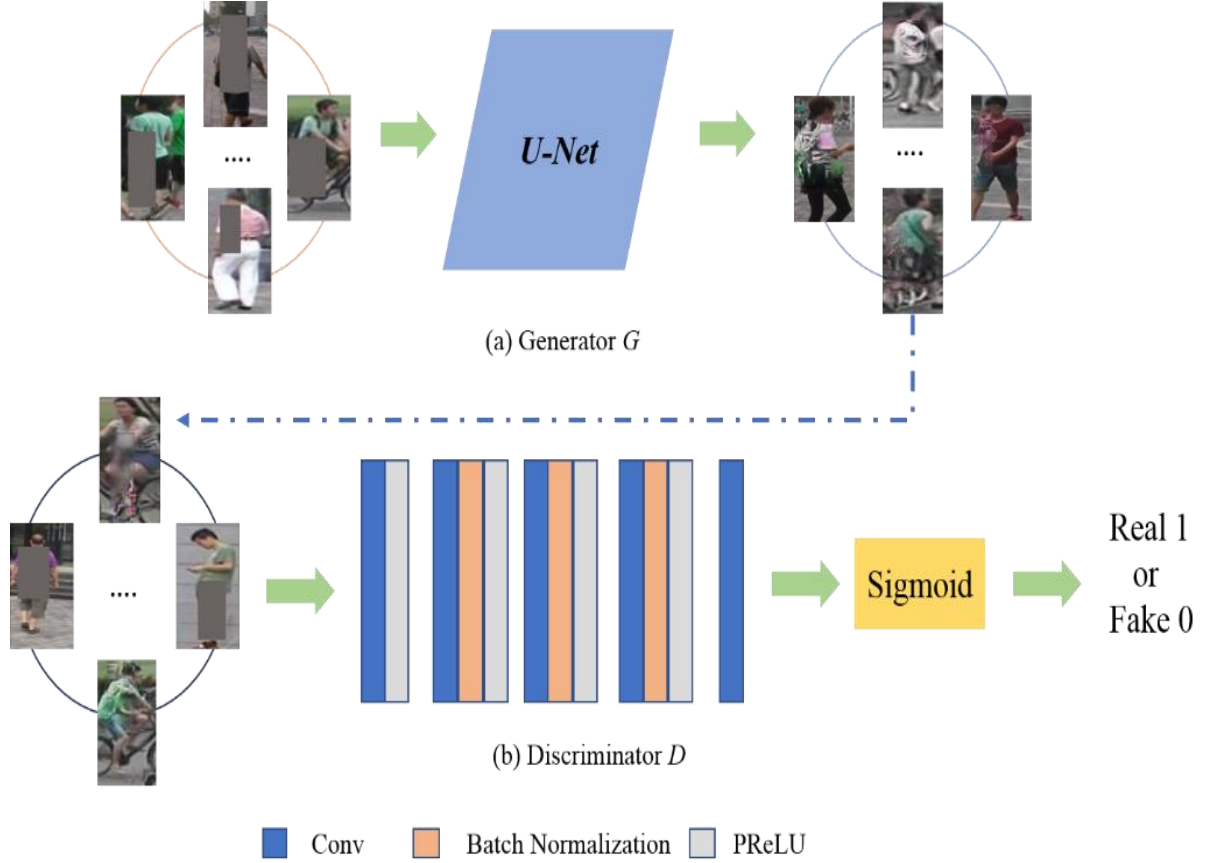 ....
U-Net
....
(a) Generator G
....
(b) Discriminator D
Sigmoid
Real 1
or
Fake 0
Conv
Batch Normalization
PReLU